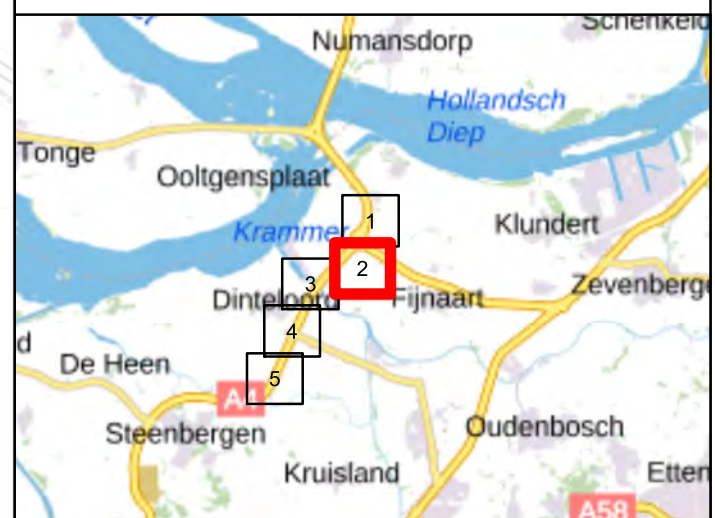 Schenkeld
Numansdorp
Hollandsch
Diep
Tonge
Ooltgensplaat
1
Krammer
Klundert
2
3
Zevenberge
Dinteloord
Fijnaart
4
d
De Heen
5
A4
Steenbergen
Oudenbosch
Kruisland
Etten
A58